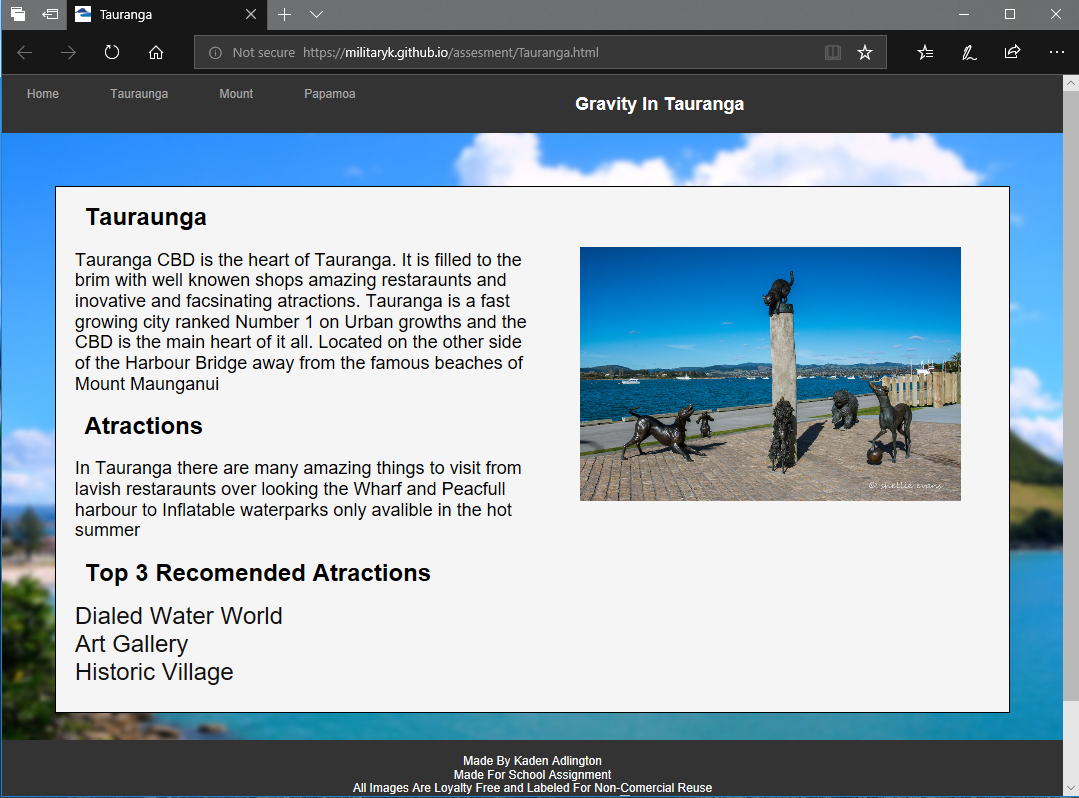 Tauranga
Not secure https://militaryk.github.io/assesment/Tauranga.html
Home Tauraunga Mount Papamoa
Gravity In Tauranga
Tauraunga
Tauranga CBD is the heart of Tauranga. It is filled to the
brim with well knowen shops amazing restaraunts and
inovative and facsinating atractions. Tauranga is a fast
growing city ranked Number 1 on Urban growths and the
CBD is the main heart of it all. Located on the other side
of the Harbour Bridge away from the famous beaches of
Mount Maunganui
Atractions
In Tauranga there are many amazing things to visit from
lavish restaraunts over looking the Wharf and Peacfull
harbour to Inflatable waterparks only avalible in the hot
summer
Top 3 Recomended Atractions
Dialed Water World
Art Gallery
Historic Village
© shellie evans
Made By Kaden Adlington
Made For School Assignment
All Images Are Loyalty Free and Labeled For Non-Comercial Reuse